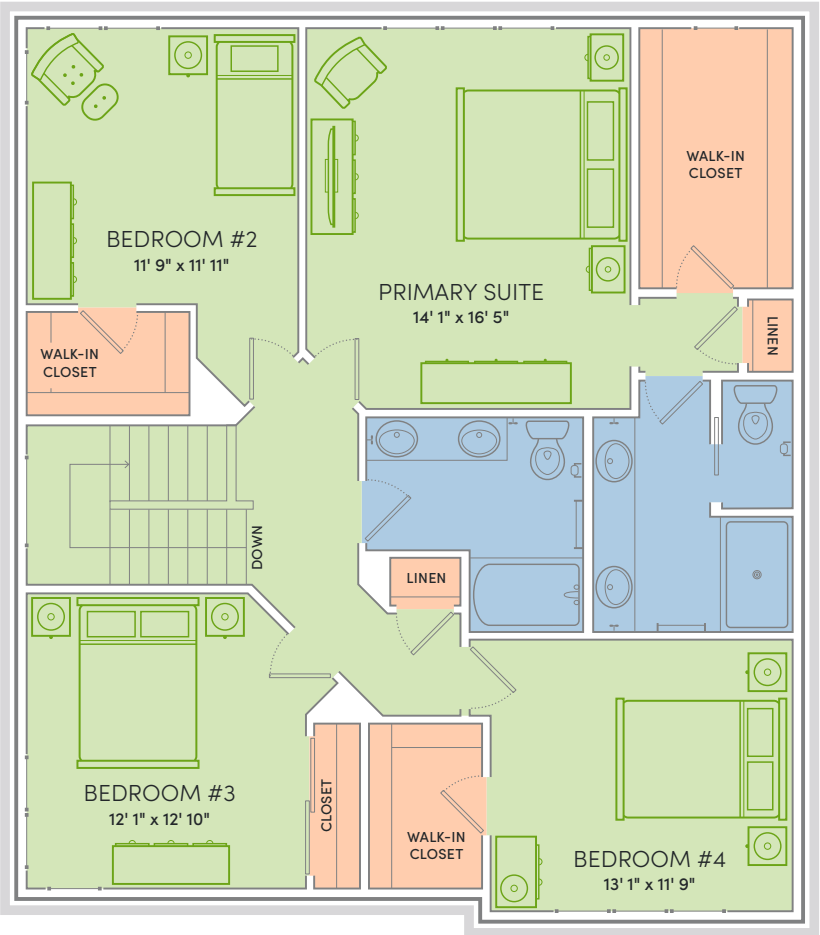 WALK-IN
CLOSET
BEDROOM #2
11' 9" x 11' 11"
PRIMARY SUITE
14' 1" x 16' 5"
LINEN
WALK-IN
CLOSET
DOWN
LINEN
BEDROOM #3
12' 1" x 12' 10"
CLOSET
WALK-IN
CLOSET
BEDROOM #4
13' 1" x 11' 9"